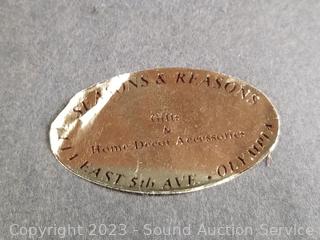 SEASONS & REASONS
Gifts
&
Home Decor Accessories
EAST 5th AVE. • OLYMPIA
Copyright 2023 - Sound Auction Service